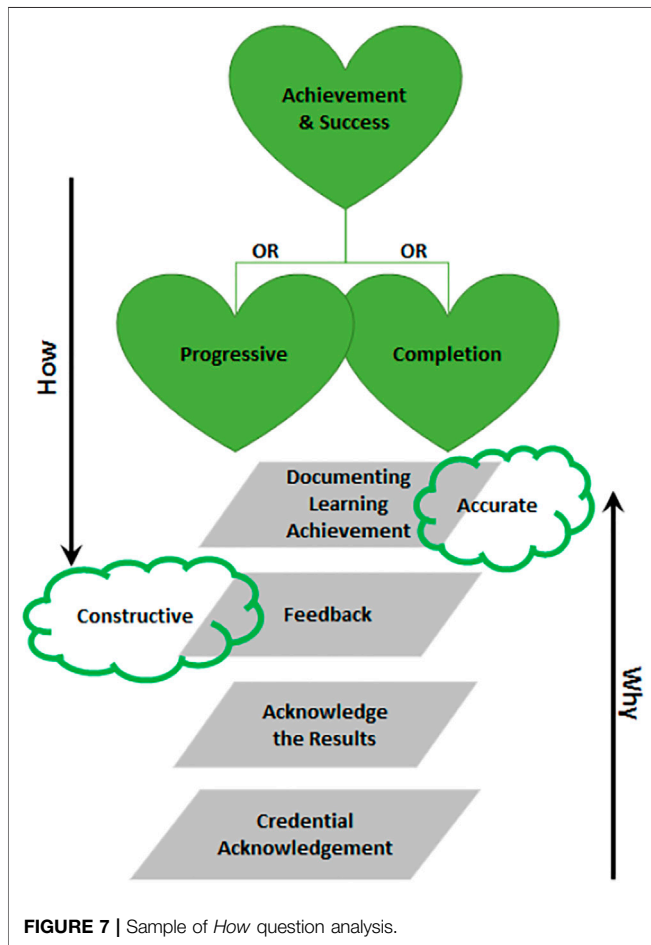 Achievement
& Success
OR
OR
How
Progressive
Completion
Documenting
Learning
Achievement
Accurate
Constructive
Feedback
Why
Acknowledge
the Results
Credential
Acknowledgement
FIGURE 7 | Sample of How question analysis.